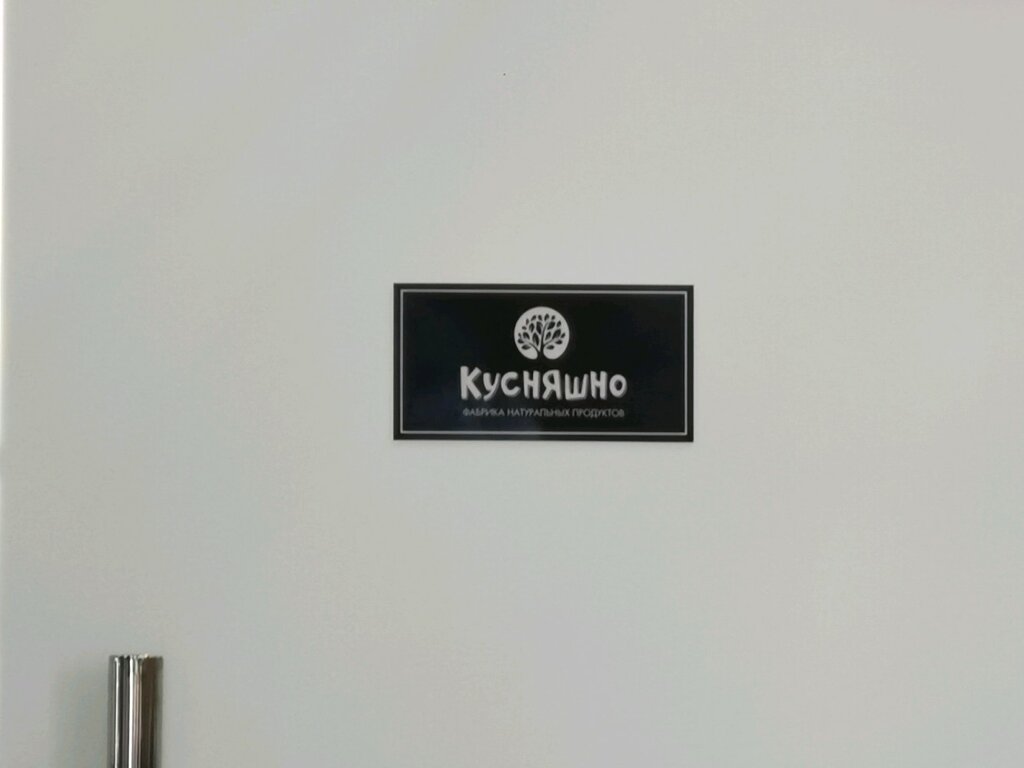 Кусняшно
ФАБРИКА НАТУРАЛЬНЫХ ПРОДУКТОВ